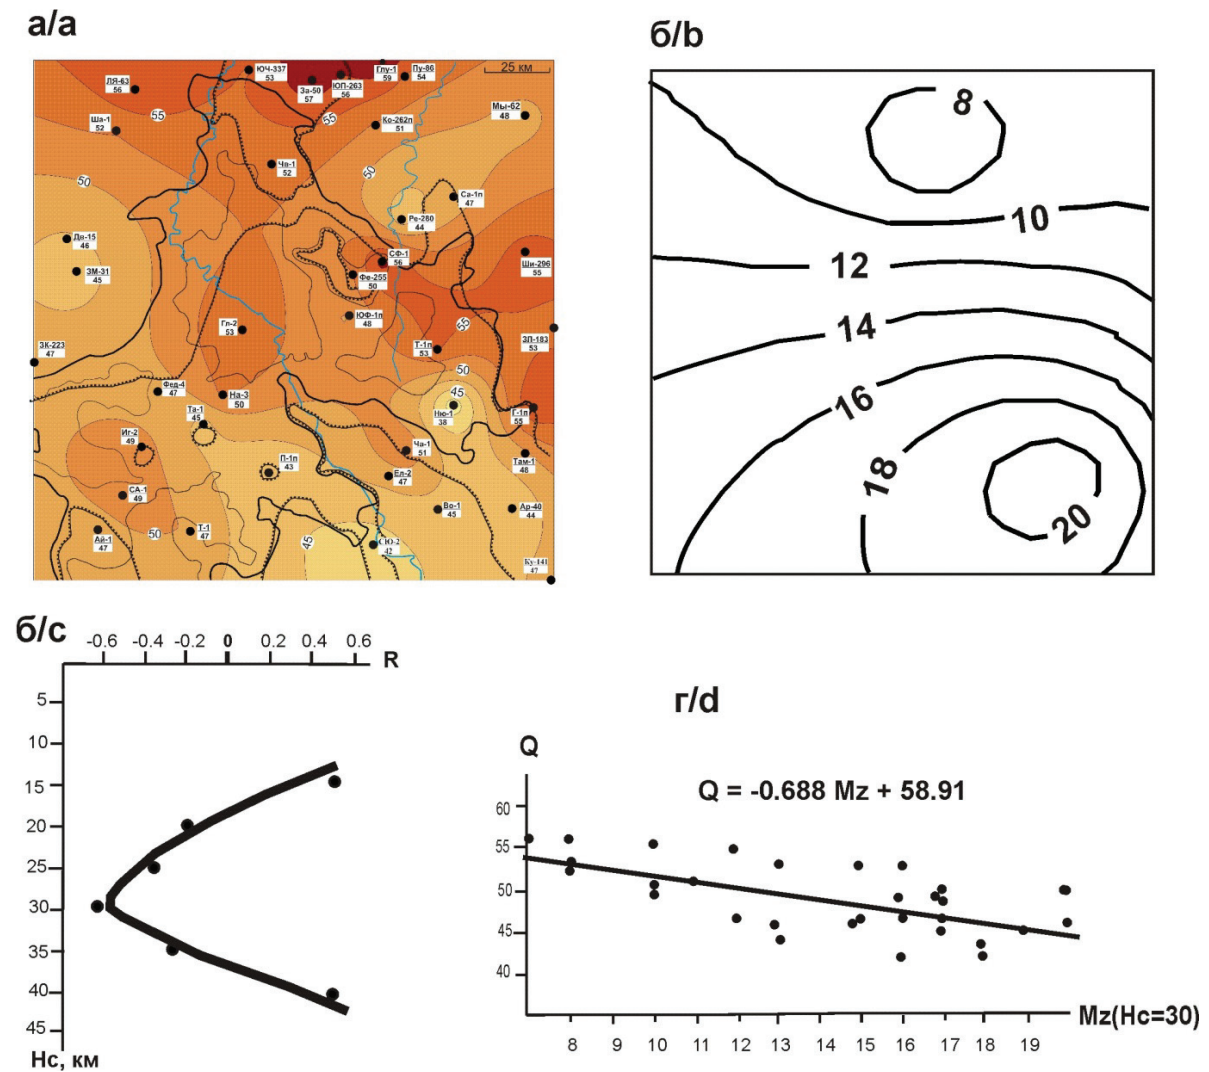 а/a
ЛЯ-63
56
ЮЧ-337
53
За-50
57
ЮП-263
56
Глу-1
59
Пу-86
54
25 км
Ша-1
52
55
55
Ко-262п
51
Мы-62
48
Чв-1
52
50
50
Са-1п
47
Ре-280
44
Дв-15
46
ЗМ-31
45
СФ-1
56
Фе-255
50
Ши-296
55
Гл-2
53
ЮФ-1п
48
55
Т-1п
53
ЗЛ-183
53
ЗК-223
47
50
Фед-4
47
На-3
50
45
Та-1
45
Ню-1
38
Г-1п
55
Иг-2
49
П-1п
43
Ча-1
51
Ел-2
47
Там-1
48
СА-1
49
Во-1
45
Ар-40
44
Ай-1
47
50
Т-1
47
45
СЮ-2
42
Ку-141
47
б/b
8
10
12
14
16
18
20
б/c
-0.6 -0.4 -0.2 0 0.2 0.4 0.6
R
5
10
15
20
25
30
35
40
45
Hc, км
г/d
Q
Q = -0.688 Mz + 58.91
60
55
50
45
40
Mz(Hc=30)
8 9 10 11 12 13 14 15 16 17 18 19